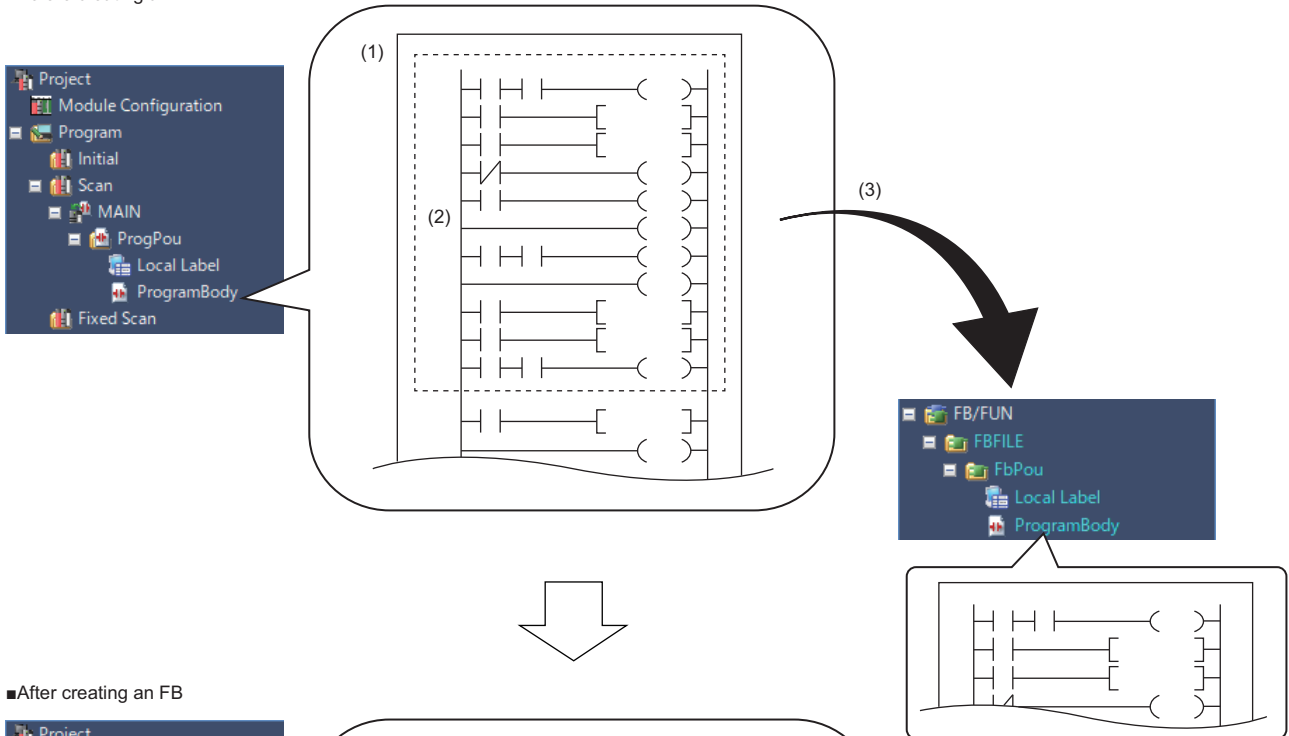 (1)
Project
Module Configuration
Program
Initial
Scan
MAIN
ProgPou
Local Label
ProgramBody
Fixed Scan
(2)
(3)
FB/FUN
FBFILE
FbPou
Local Label
ProgramBody
■After creating an FB
Project